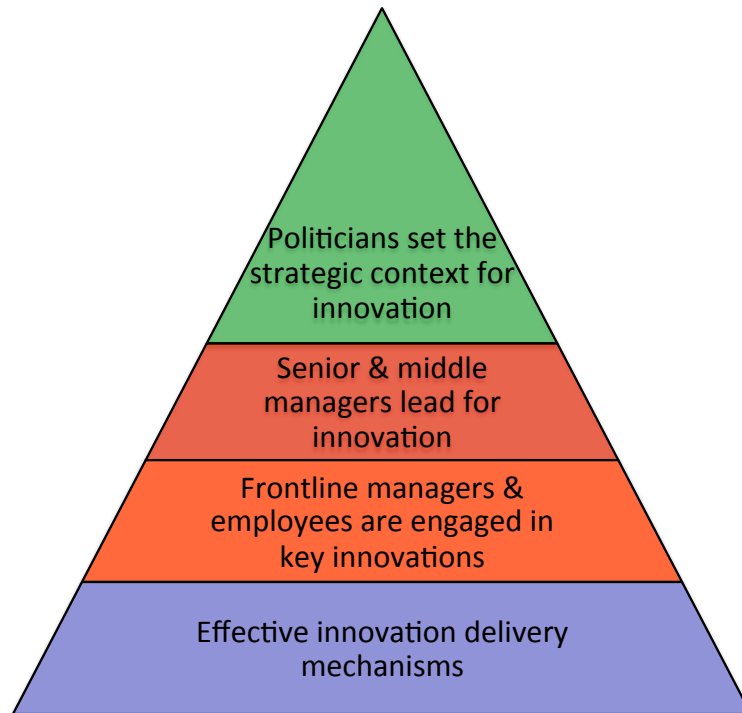 Politicians set the
strategic context for
innovation
Senior & middle
managers lead for
innovation
Frontline managers &
employees are engaged in
key innovations
Effective innovation delivery
mechanisms